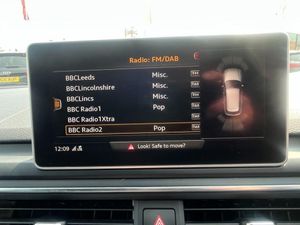 Radio: FM/DAB
BBCLeeds Misc.
BBCLincolnshire Misc.
BBCLincs Misc.
BBC Radio1 Pop
BBC Radio1Xtra
BBC Radio2 Pop
12:09 Look! Safe to move?